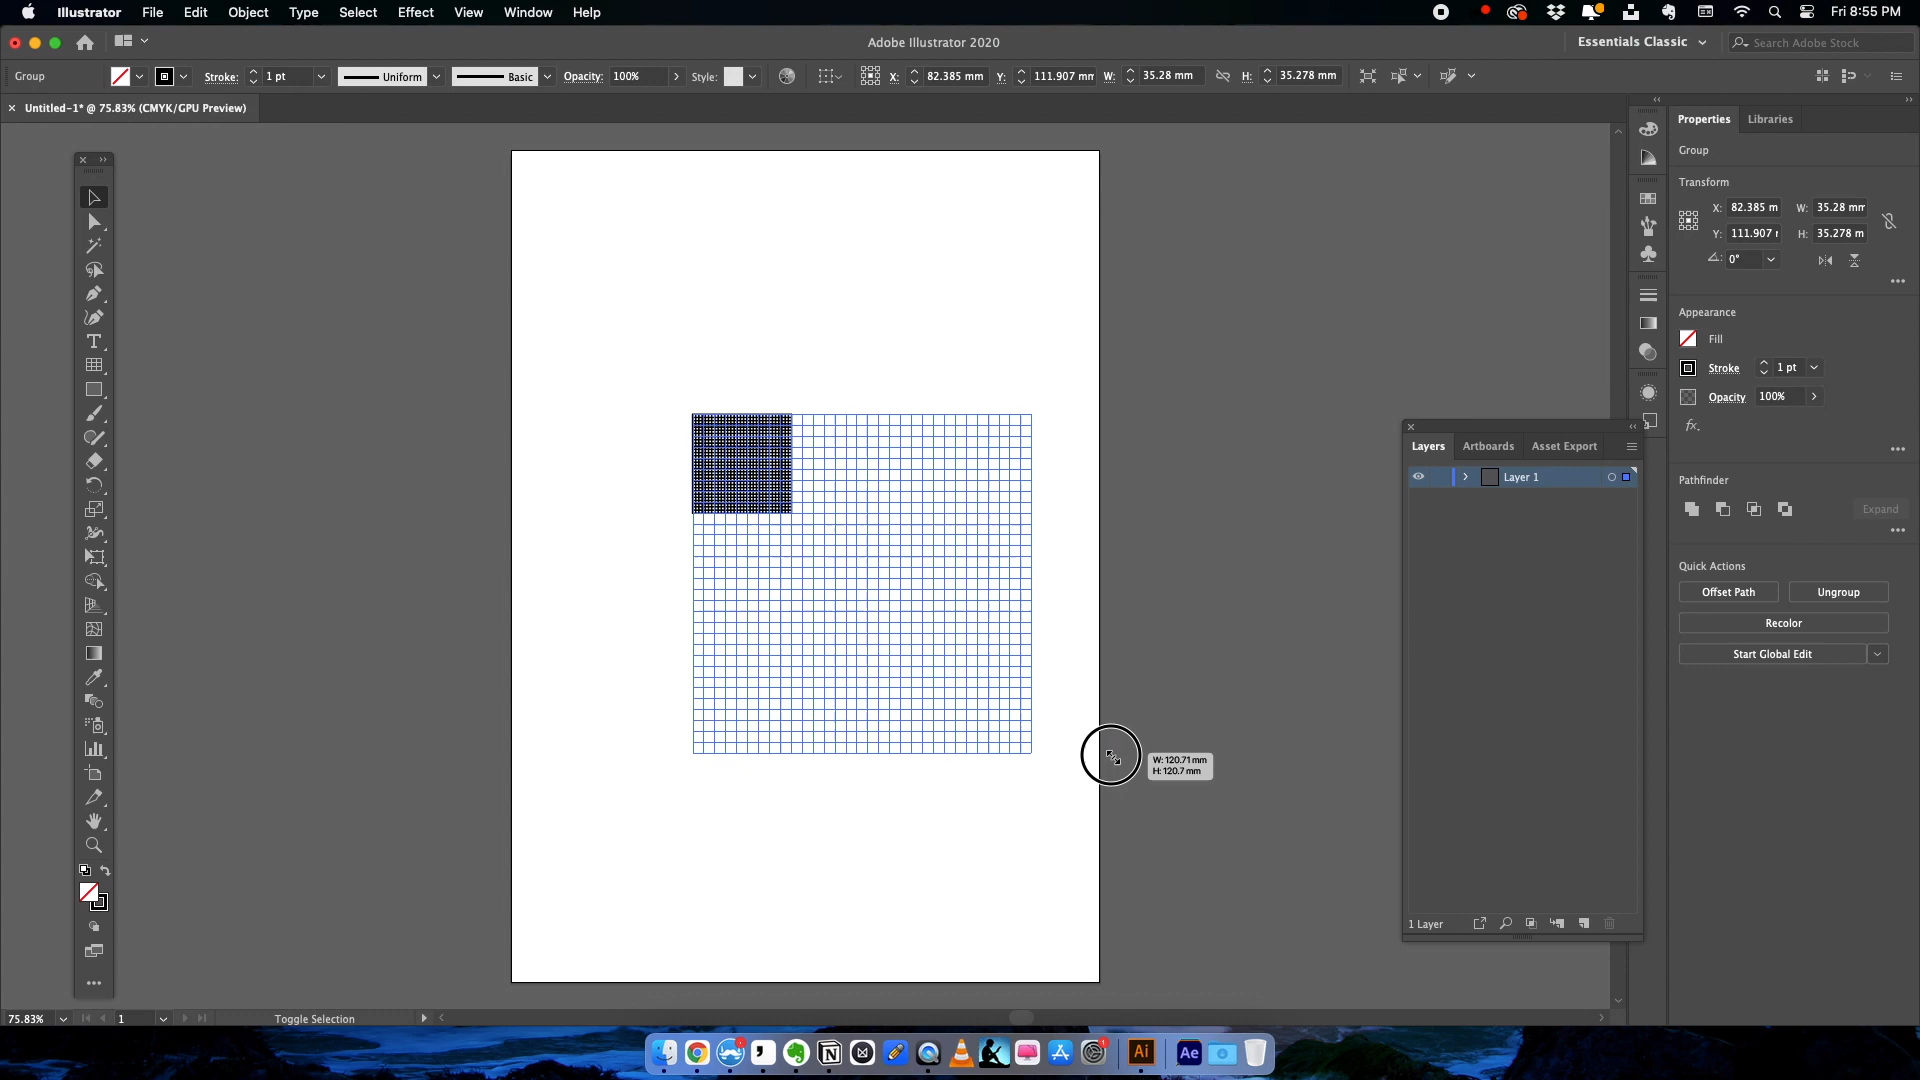 Illustrator File Edit Object Type Select Effect View Window Help
Fri 8:55 PM
Adobe Illustrator 2020
Essentials Classic
Search Adobe Stock
Group
Stroke: 1 pt
Uniform
Basic
Opacity: 100%
Style:
X: 82.385 mm
Y: 111.907 mm
W: 35.28 mm
H: 35.278 mm
× Untitled-1* @ 75.83% (CMYK/GPU Preview)
Properties Libraries
Group
Transform
X: 82.385 m W: 35.28 mm
Y: 111.907 H: 35.278 m
0°
Appearance
Fill
Stroke 1 pt
Opacity 100%
fx.
Pathfinder
Expand
Quick Actions
Offset Path Ungroup
Recolor
Start Global Edit
Layers Artboards Asset Export
Layer 1
1 Layer
W: 120.71 mm
H: 120.7 mm
75.83% 1 Toggle Selection
Ai Ae